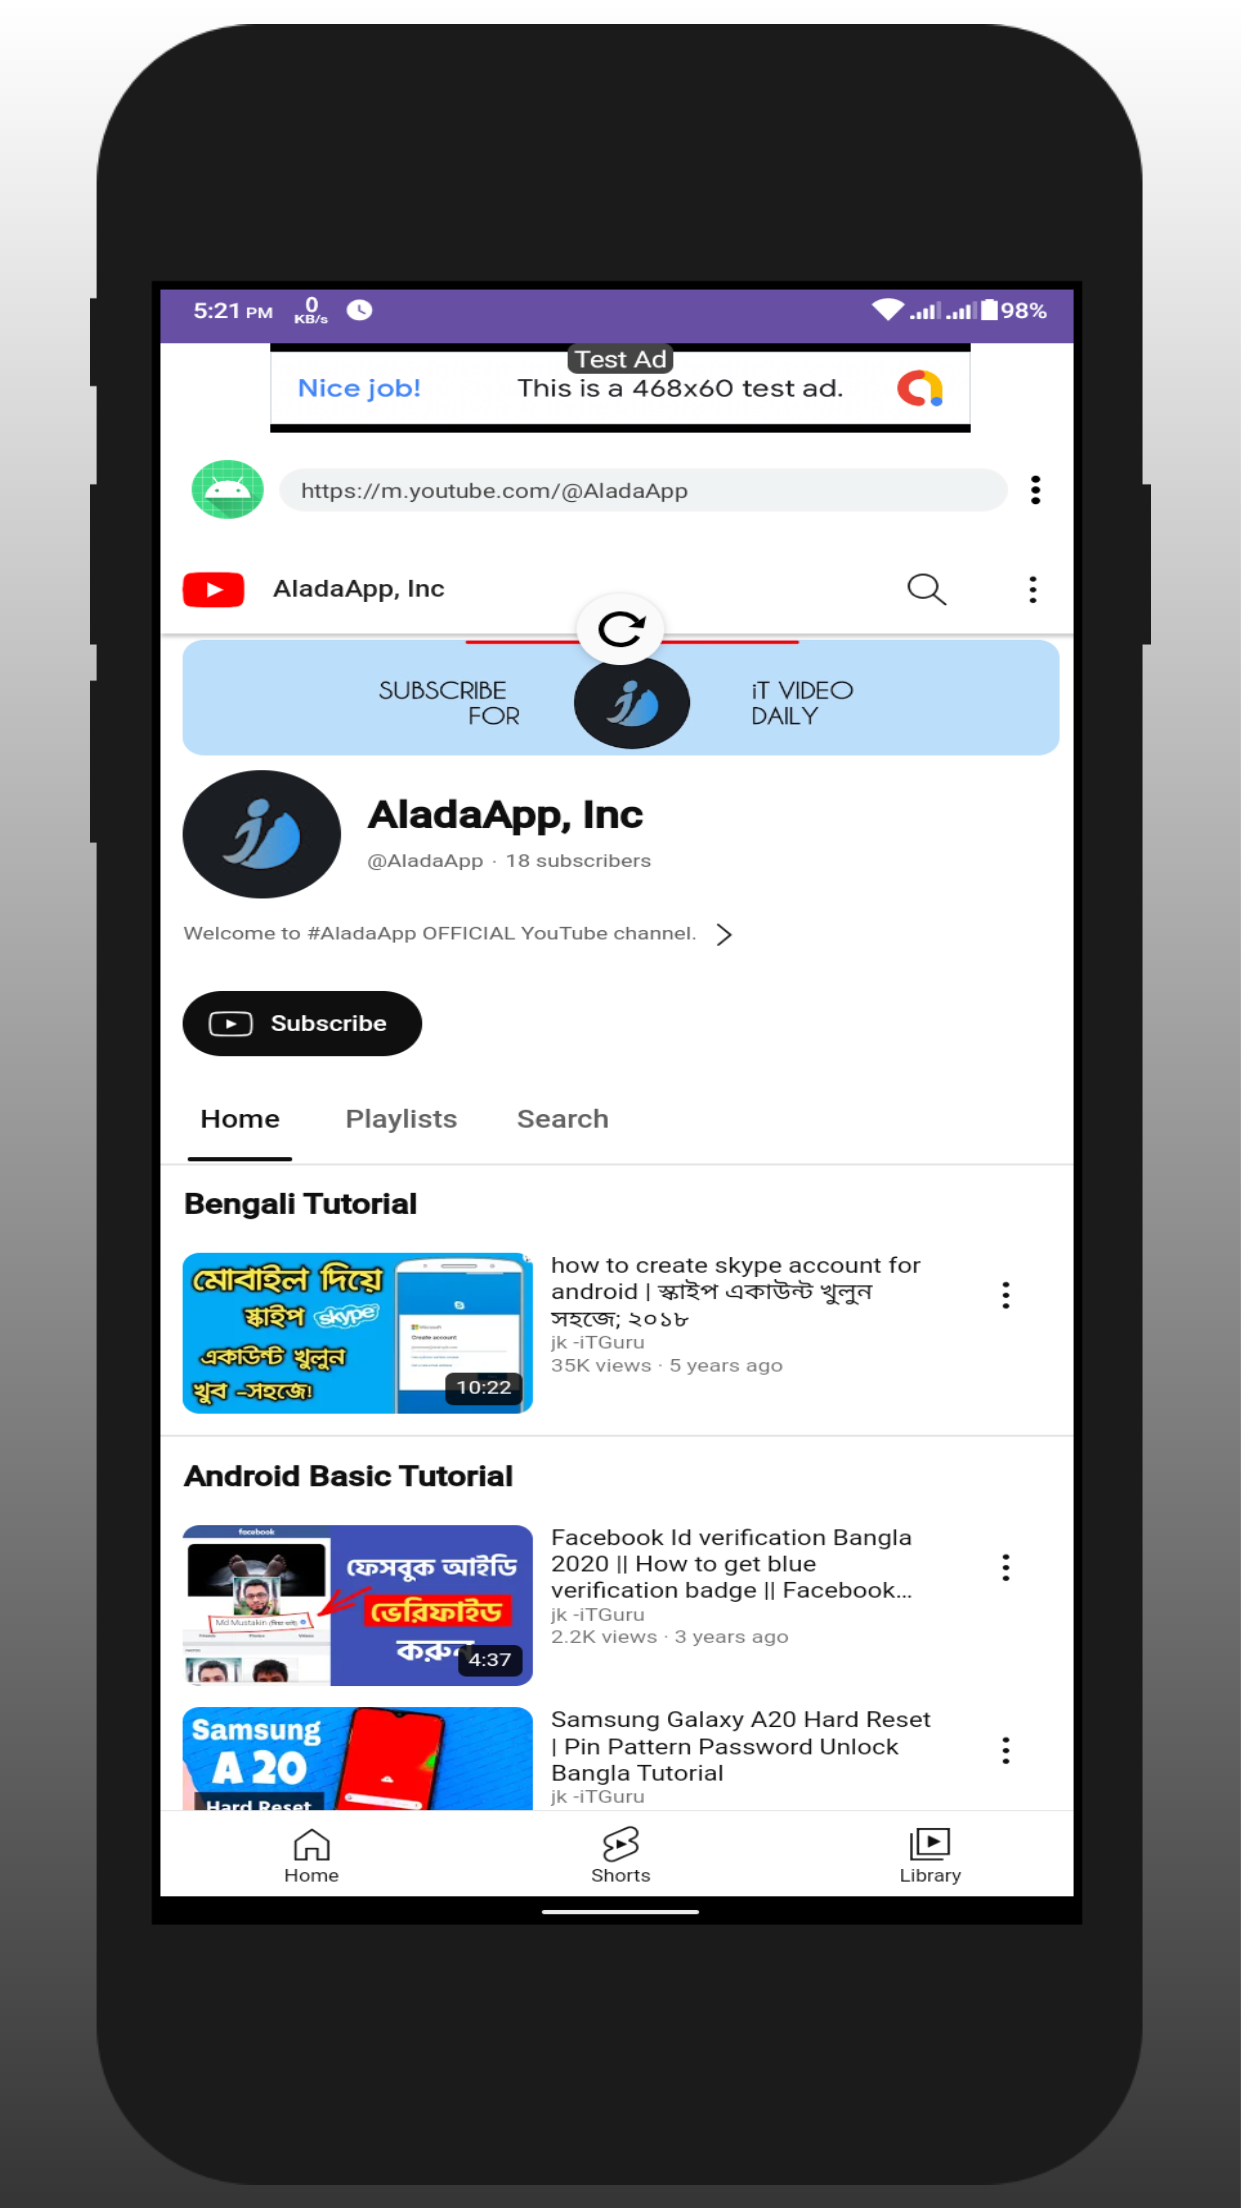 5:21 PM 0 KB/s 98%
Test Ad
Nice job! This is a 468x60 test ad.
https://m.youtube.com/@AladaApp
AladaApp, Inc
SUBSCRIBE FOR
iT VIDEO DAILY
AladaApp, Inc
@AladaApp · 18 subscribers
Welcome to #AladaApp OFFICIAL YouTube channel.
Subscribe
Home Playlists Search
Bengali Tutorial
মোবাইল দিয়ে
স্কাইপ skype
একাউন্ট খুলুন
খুব -সহজে!
Microsoft
Create account
10:22
how to create skype account for
android | স্কাইপ একাউন্ট খুলুন
সহজে; ২০১৮
jk -iTGuru
35K views · 5 years ago
Android Basic Tutorial
facebook
Md Mustakin
ফেসবুক আইডি
ভেরিফাইড
করুন
4:37
Facebook Id verification Bangla
2020 || How to get blue
verification badge || Facebook...
jk -iTGuru
2.2K views · 3 years ago
Samsung
A 20
Hard Reset
Samsung Galaxy A20 Hard Reset
| Pin Pattern Password Unlock
Bangla Tutorial
jk -iTGuru
Home Shorts Library